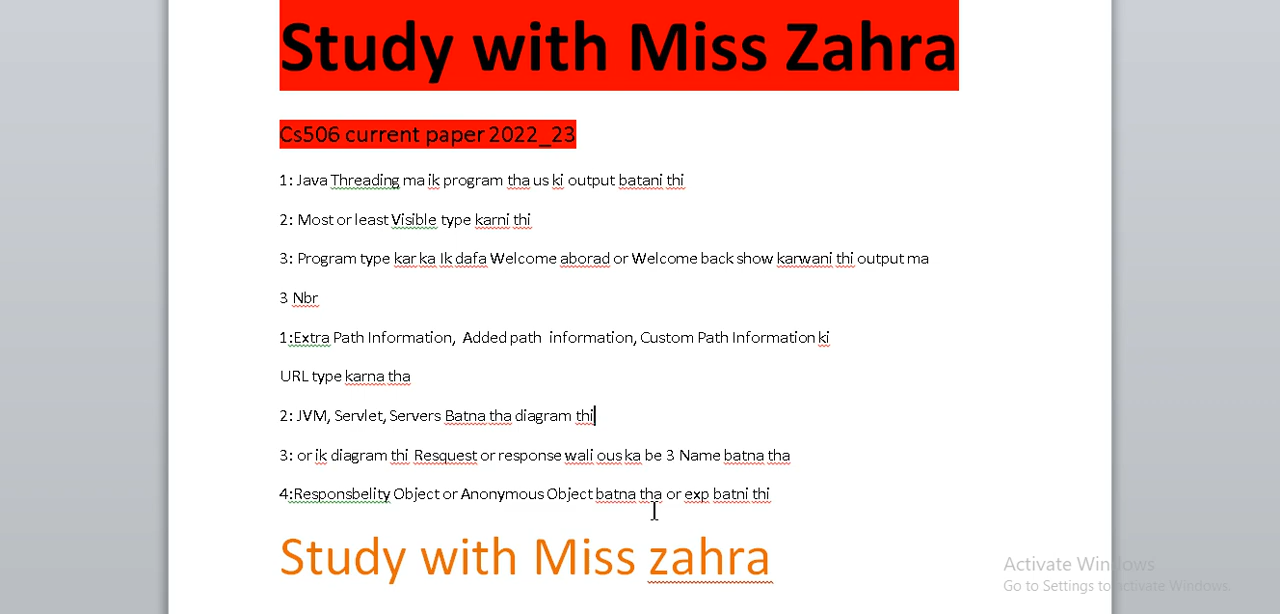 Study with Miss Zahra
Cs506 current paper 2022_23
1: Java Threading ma ik program tha us ki output batani thi
2: Most or least Visible type karni thi
3: Program type kar ka Ik dafa Welcome aborad or Welcome back show karwani thi output ma
3 Nbr
1:Extra Path Information, Added path information, Custom Path Information ki
URL type karna tha
2: JVM, Servlet, Servers Batna tha diagram thi
3: or ik diagram thi Resquest or response wali ous ka be 3 Name batna tha
4:Responsbelity Object or Anonymous Object batna tha or exp batni thi
Study with Miss zahra
Activate Windows
Go to Settings to activate Windows.